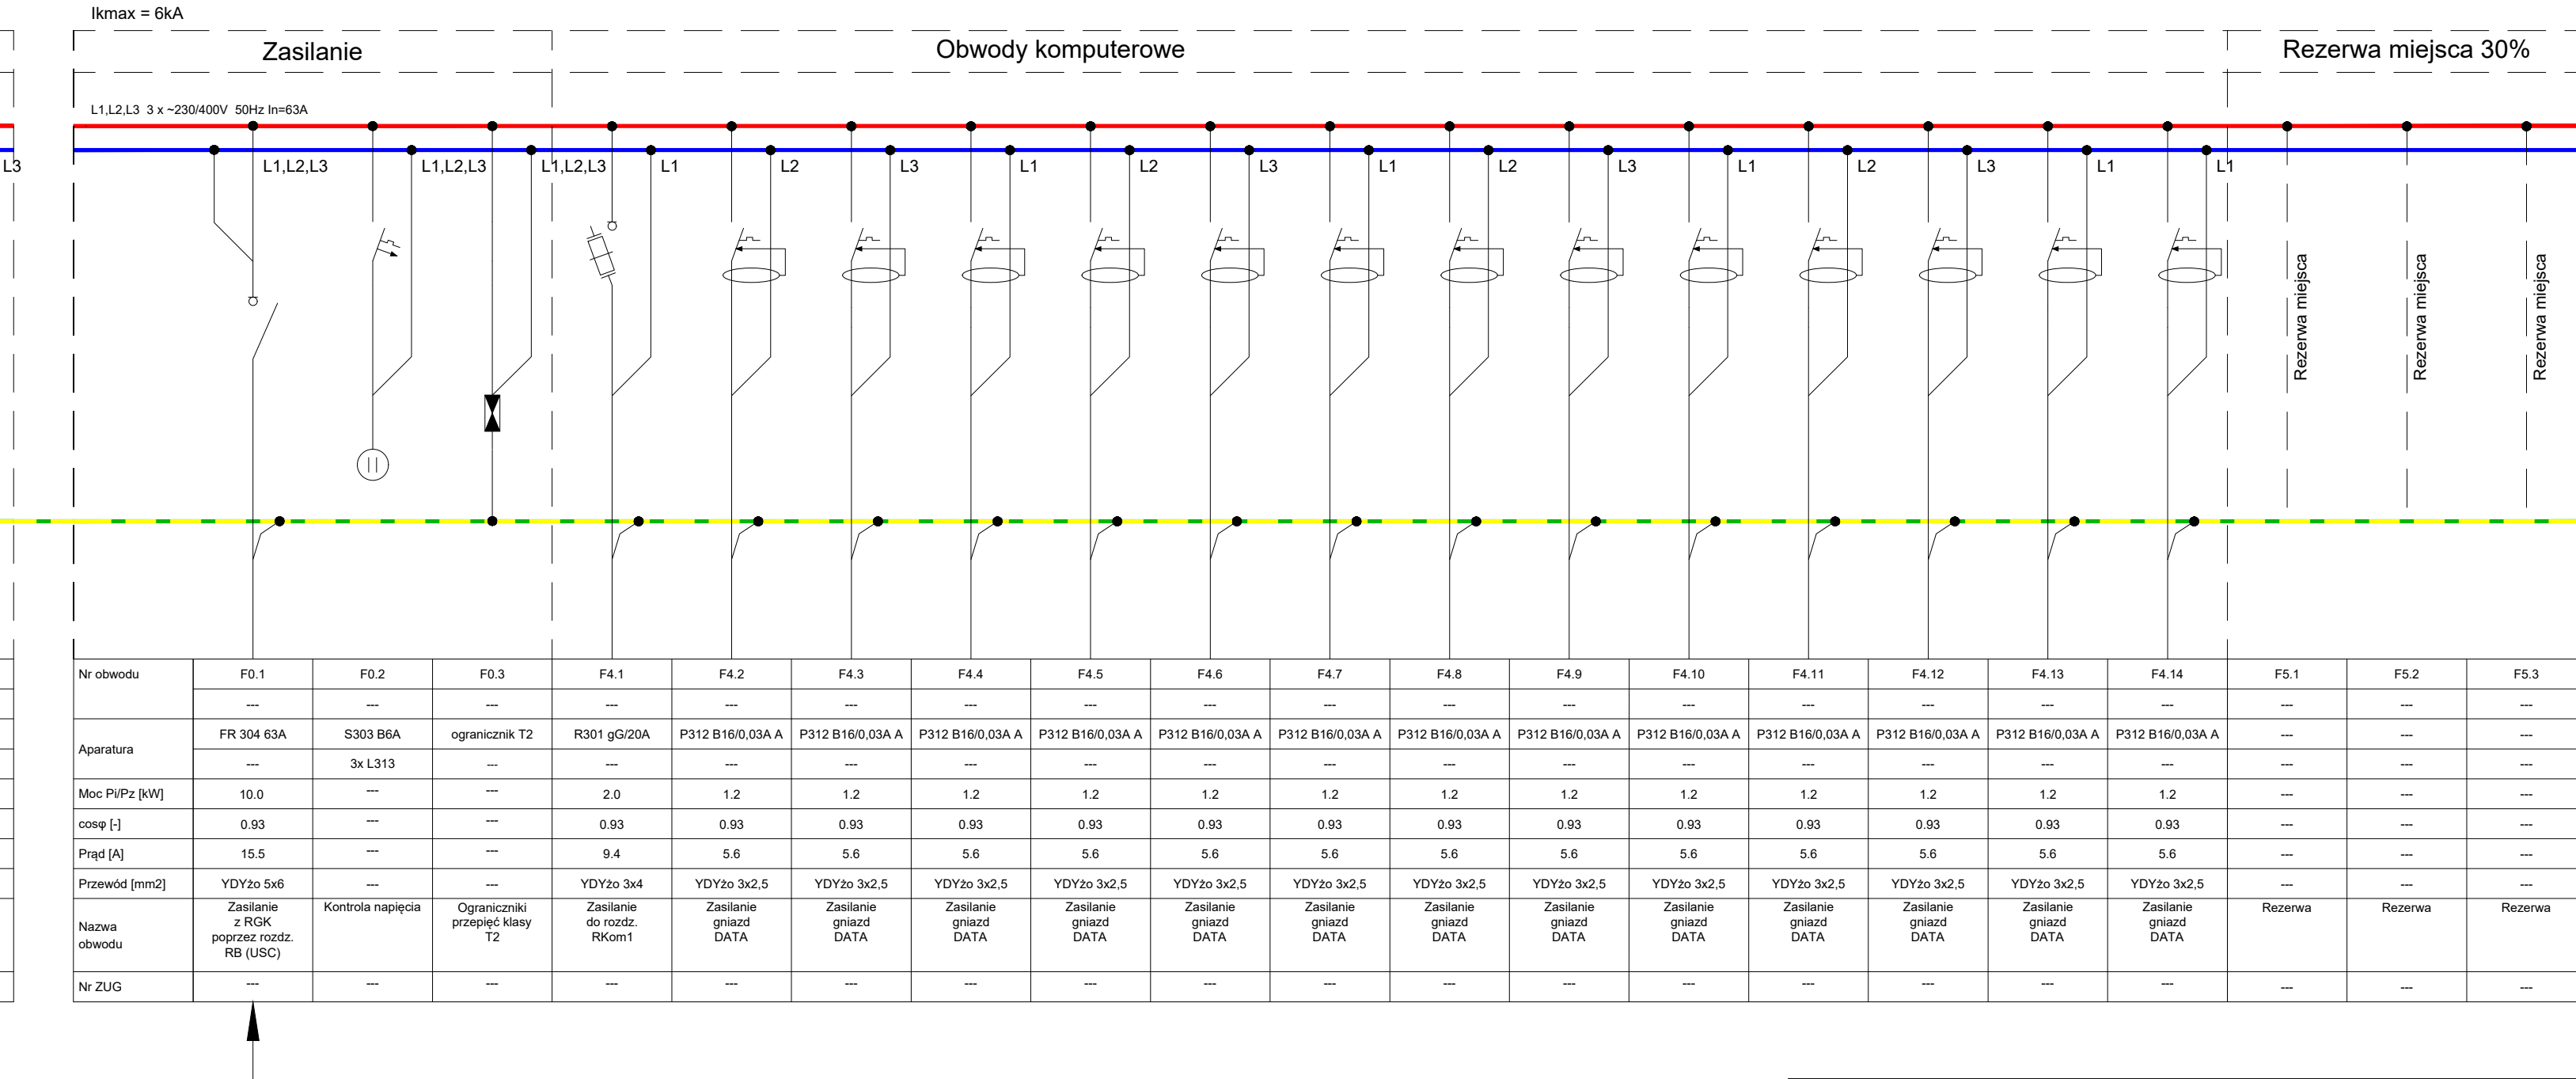 Ikmax = 6kA
Zasilanie Obwody komputerowe Rezerwa miejsca 30%
L1,L2,L3 3 x ~230/400V 50Hz In=63A
L3 L1,L2,L3 L1,L2,L3 L1,L2,L3 L1 L2 L3 L1 L2 L3 L1 L2 L3 L1 L2 L3 L1 L1
Rezerwa miejsca
Rezerwa miejsca
Rezerwa miejsca
Nr obwodu F0.1 F0.2 F0.3 F4.1 F4.2 F4.3 F4.4 F4.5 F4.6 F4.7 F4.8 F4.9 F4.10 F4.11 F4.12 F4.13 F4.14 F5.1 F5.2 F5.3
--- --- --- --- --- --- --- --- --- --- --- --- --- --- --- --- --- --- --- ---
Aparatura FR 304 63A S303 B6A ogranicznik T2 R301 gG/20A P312 B16/0,03A A P312 B16/0,03A A P312 B16/0,03A A P312 B16/0,03A A P312 B16/0,03A A P312 B16/0,03A A P312 B16/0,03A A P312 B16/0,03A A P312 B16/0,03A A P312 B16/0,03A A P312 B16/0,03A A P312 B16/0,03A A P312 B16/0,03A A --- --- ---
--- 3x L313 --- --- --- --- --- --- --- --- --- --- --- --- --- --- --- --- --- ---
Moc Pi/Pz [kW] 10.0 --- --- 2.0 1.2 1.2 1.2 1.2 1.2 1.2 1.2 1.2 1.2 1.2 1.2 1.2 1.2 --- --- ---
cosφ [-] 0.93 --- --- 0.93 0.93 0.93 0.93 0.93 0.93 0.93 0.93 0.93 0.93 0.93 0.93 0.93 0.93 --- --- ---
Prąd [A] 15.5 --- --- 9.4 5.6 5.6 5.6 5.6 5.6 5.6 5.6 5.6 5.6 5.6 5.6 5.6 5.6 --- --- ---
Przewód [mm2] YDYżo 5x6 --- --- YDYżo 3x4 YDYżo 3x2,5 YDYżo 3x2,5 YDYżo 3x2,5 YDYżo 3x2,5 YDYżo 3x2,5 YDYżo 3x2,5 YDYżo 3x2,5 YDYżo 3x2,5 YDYżo 3x2,5 YDYżo 3x2,5 YDYżo 3x2,5 YDYżo 3x2,5 YDYżo 3x2,5 --- --- ---
Zasilanie Kontrola napięcia Ograniczniki Zasilanie Zasilanie Zasilanie Zasilanie Zasilanie Zasilanie Zasilanie Zasilanie Zasilanie Zasilanie Zasilanie Zasilanie Zasilanie Zasilanie Rezerwa Rezerwa Rezerwa
Nazwa z RGK przepięć klasy do rozdz. gniazd gniazd gniazd gniazd gniazd gniazd gniazd gniazd gniazd gniazd gniazd gniazd gniazd
obwodu poprzez rozdz. T2 RKom1 DATA DATA DATA DATA DATA DATA DATA DATA DATA DATA DATA DATA DATA
RB (USC)
Nr ZUG --- --- --- --- --- --- --- --- --- --- --- --- --- --- --- --- --- --- --- ---